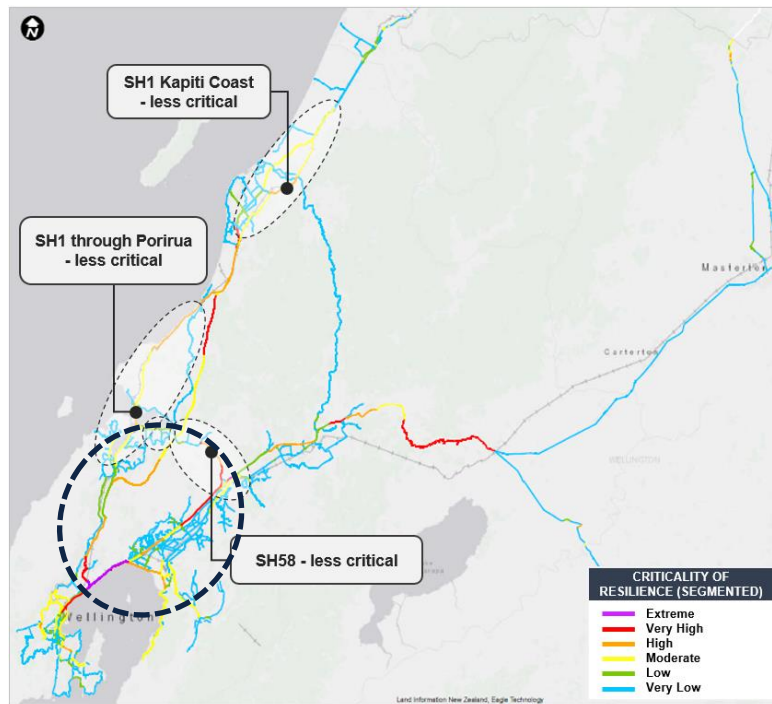 N
SH1 Kapiti Coast
- less critical
SH1 through Porirua
- less critical
Masterton
Carterton
WELLINGTON
SH58 - less critical
Wellington
CRITICALITY OF
RESILIENCE (SEGMENTED)
Extreme
Very High
High
Moderate
Low
Very Low
Land Information New Zealand, Eagle Technology